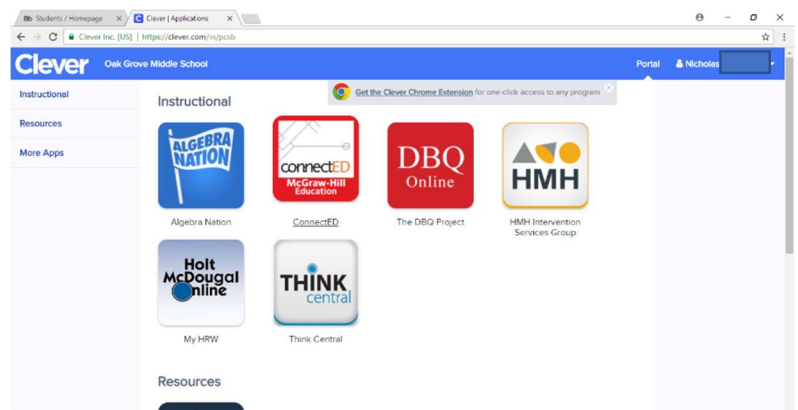 Students / Homepage
Clever | Applications
Clever Inc. [US] | https://clever.com/in/pcsb
Clever
Oak Grove Middle School
Portal
Nicholas
Instructional
Resources
More Apps
Get the Clever Chrome Extension for one-click access to any program
Instructional
ALGEBRA
NATION
Algebra Nation
connectED
McGraw-Hill
Education
ConnectED
DBQ
Online
The DBQ Project
HMH
HMH Intervention
Services Group
Holt
McDougal
Online
My HRW
THINK
central
Think Central
Resources